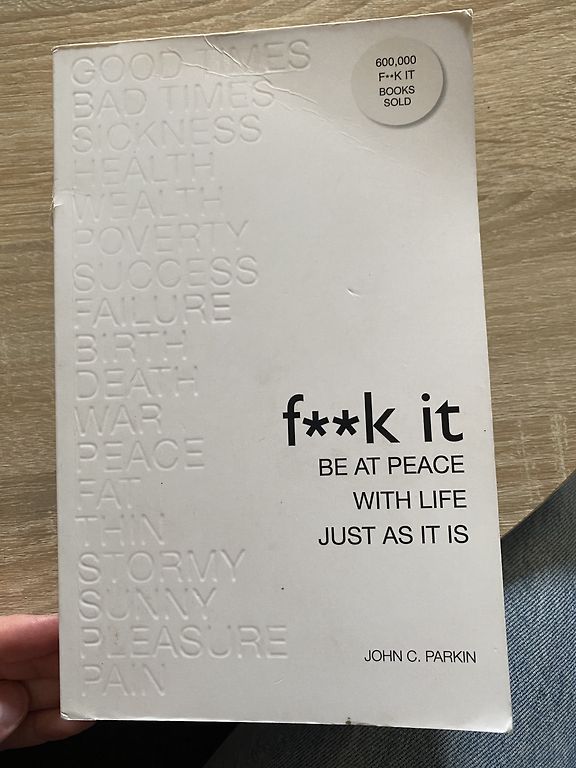 GOOD TIMES
BAD TIMES
SICKNESS
HEALTH
WEALTH
POVERTY
SUCCESS
FAILURE
BIRTH
DEATH
WAR
PEACE
FAT
THIN
STORMY
SUNNY
PLEASURE
PAIN
600,000
F**K IT
BOOKS
SOLD
f**k it
BE AT PEACE
WITH LIFE
JUST AS IT IS
JOHN C. PARKIN